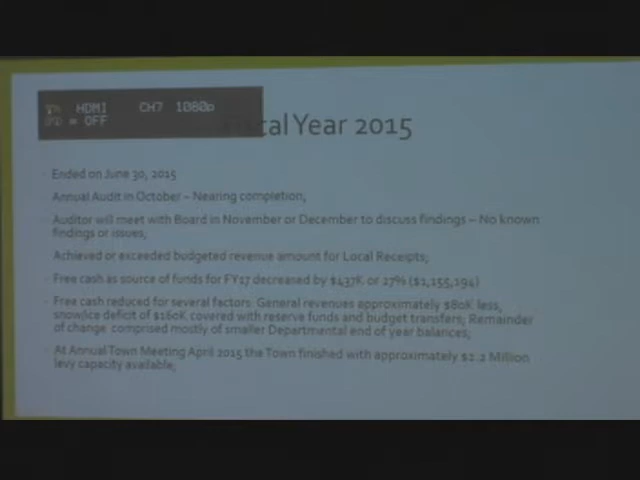 HDMI CH7 1080p
= OFF
cal Year 2015
Ended on June 30, 2015
Annual Audit in October – Nearing completion;
Auditor will meet with Board in November or December to discuss findings – No known
findings or issues;
Achieved or exceeded budgeted revenue amount for Local Receipts;
Free cash as source of funds for FY17 decreased by $437K or 27% ($1,155,194)
Free cash reduced for several factors. General revenues approximately $80K less,
snow/ice deficit of $160K covered with reserve funds and budget transfers; Remainder
of change comprised mostly of smaller Departmental end of year balances;
At Annual Town Meeting April 2015 the Town finished with approximately $2.2 Million
levy capacity available;